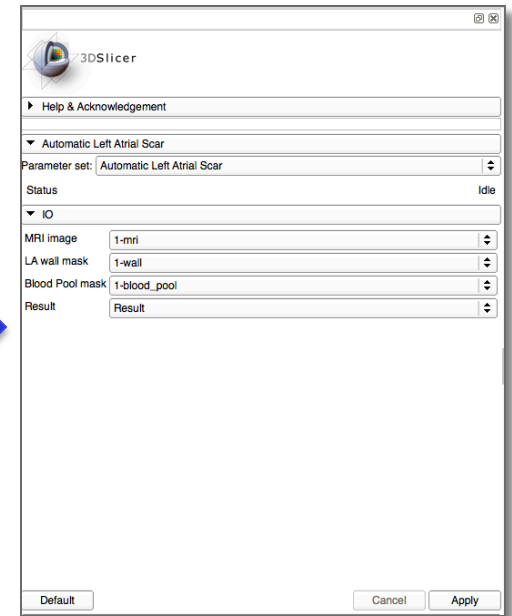 3DSlicer
Help & Acknowledgement
Automatic Left Atrial Scar
Parameter set: Automatic Left Atrial Scar
Status Idle
IO
MRI image 1-mri
LA wall mask 1-wall
Blood Pool mask 1-blood_pool
Result Result
Default Cancel Apply